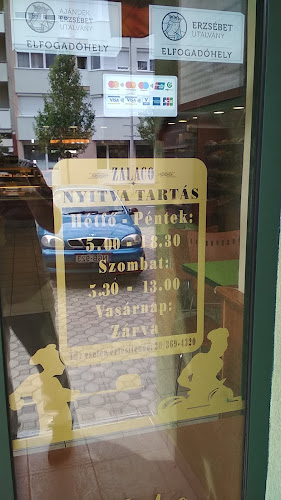 AJÁNDÉK
ERZSÉBET
UTALVÁNY
ELFOGADÓHELY
ERZSÉBET
UTALVÁNY
ELFOGADÓHELY
ZALACO
NYITVA TARTÁS
Hétfő - Péntek:
5.00 - 18.30
Szombat:
5.30 - 13.00
Vasárnap:
Zárva